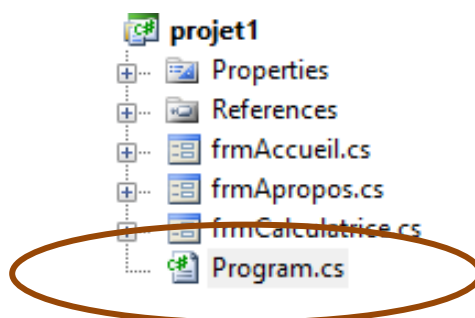 projet1
Properties
References
frmAccueil.cs
frmApropos.cs
frmCalculatrice.cs
Program.cs